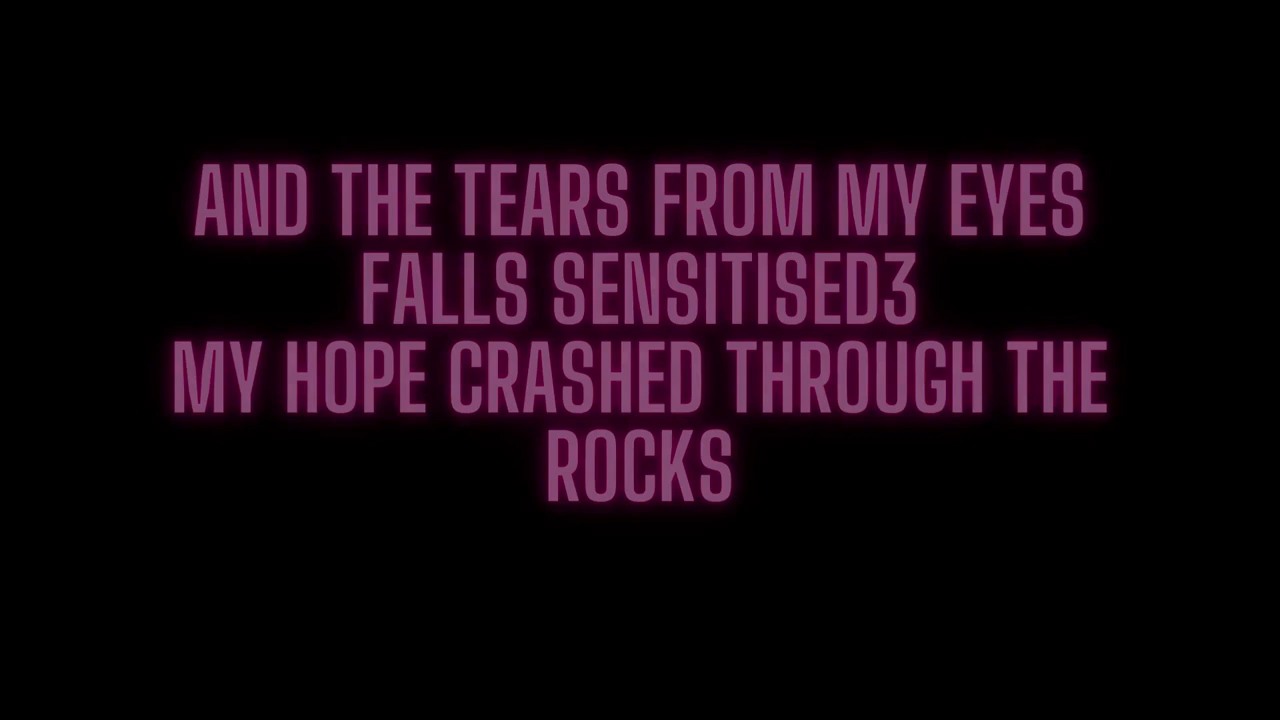 AND THE TEARS FROM MY EYES
FALLS SENSITISED3
MY HOPE CRASHED THROUGH THE
ROCKS